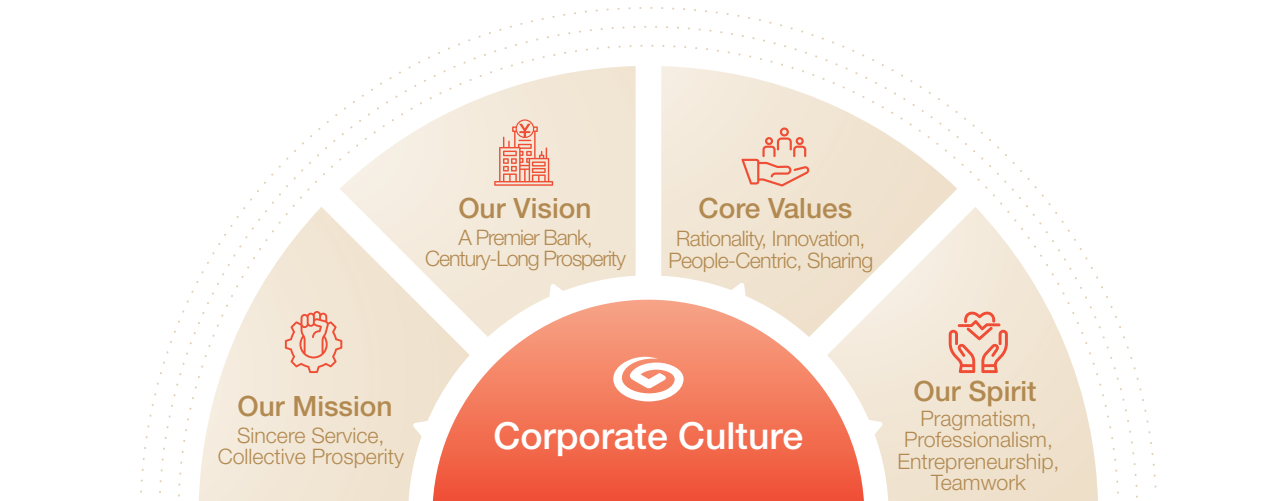 Our Vision
A Premier Bank,
Century-Long Prosperity
Core Values
Rationality, Innovation,
People-Centric, Sharing
Our Mission
Sincere Service,
Collective Prosperity
Our Spirit
Pragmatism,
Professionalism,
Entrepreneurship,
Teamwork
Corporate Culture